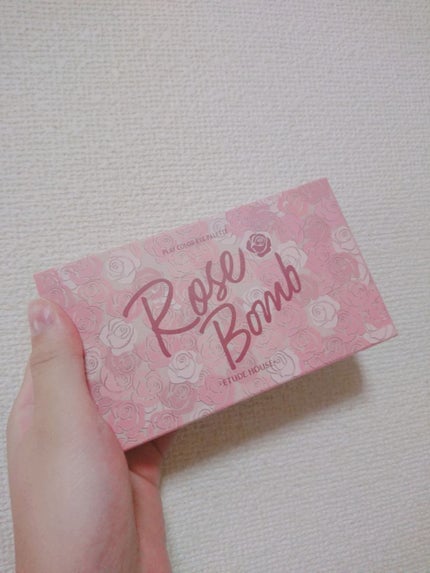 PLAY COLOR EYE PALETTE
Rose
Bomb
·ETUDE HOUSE·